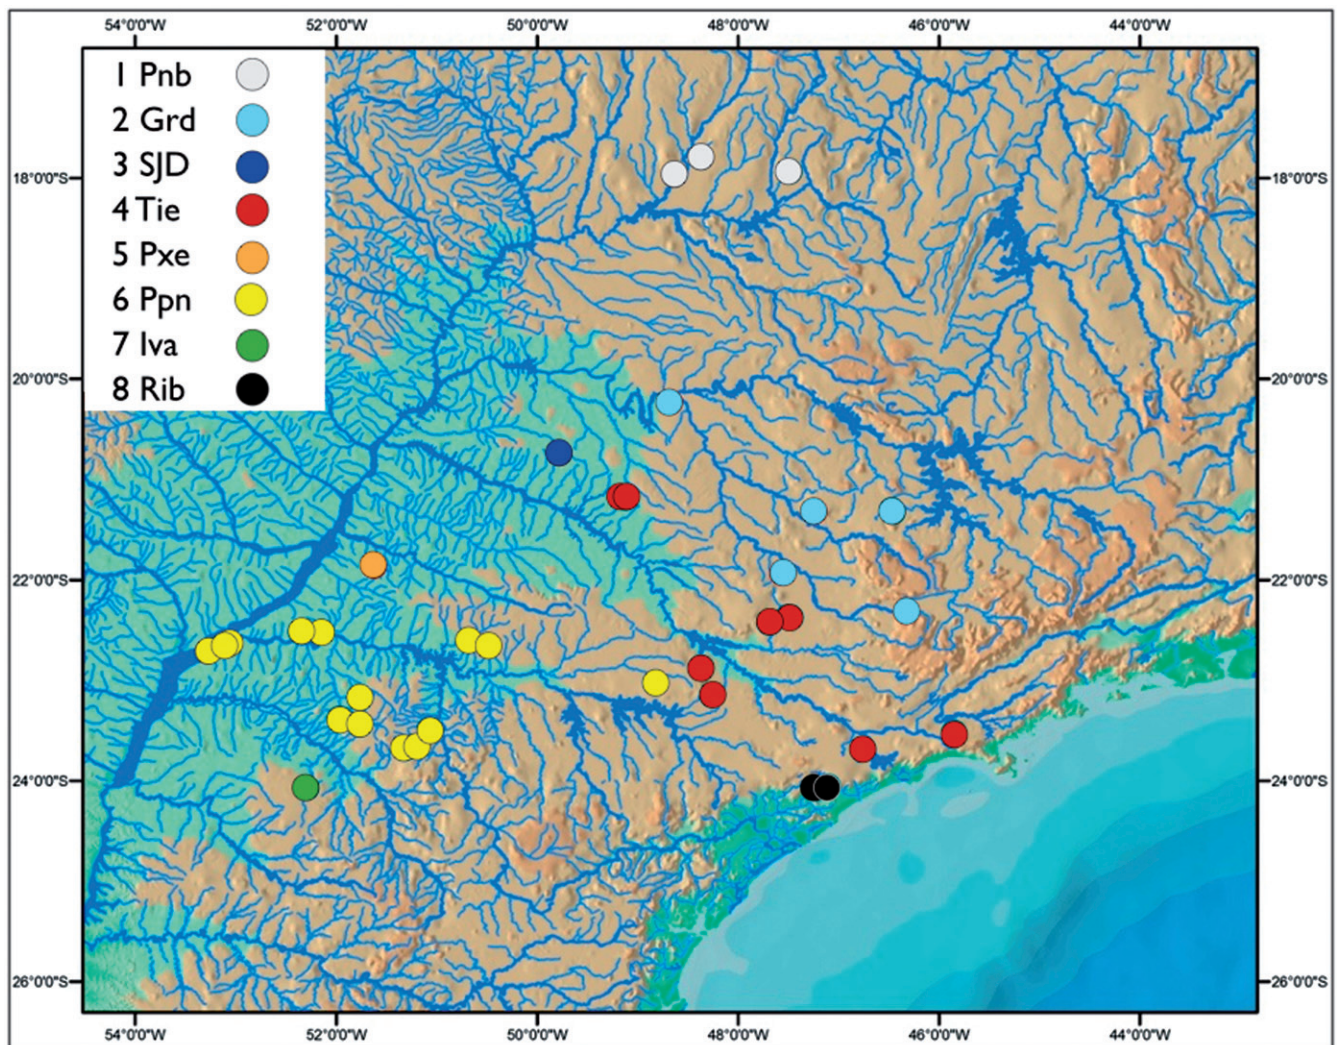 54°0'0"W 52°0'0"W 50°0'0"W 48°0'0"W 46°0'0"W 44°0'0"W
1 Pnb
2 Grd
3 SJD
4 Tie
5 Pxe
6 Ppn
7 Iva
8 Rib
18°0'0"S 18°0'0"S
20°0'0"S 20°0'0"S
22°0'0"S 22°0'0"S
24°0'0"S 24°0'0"S
26°0'0"S 26°0'0"S
54°0'0"W 52°0'0"W 50°0'0"W 48°0'0"W 46°0'0"W 44°0'0"W